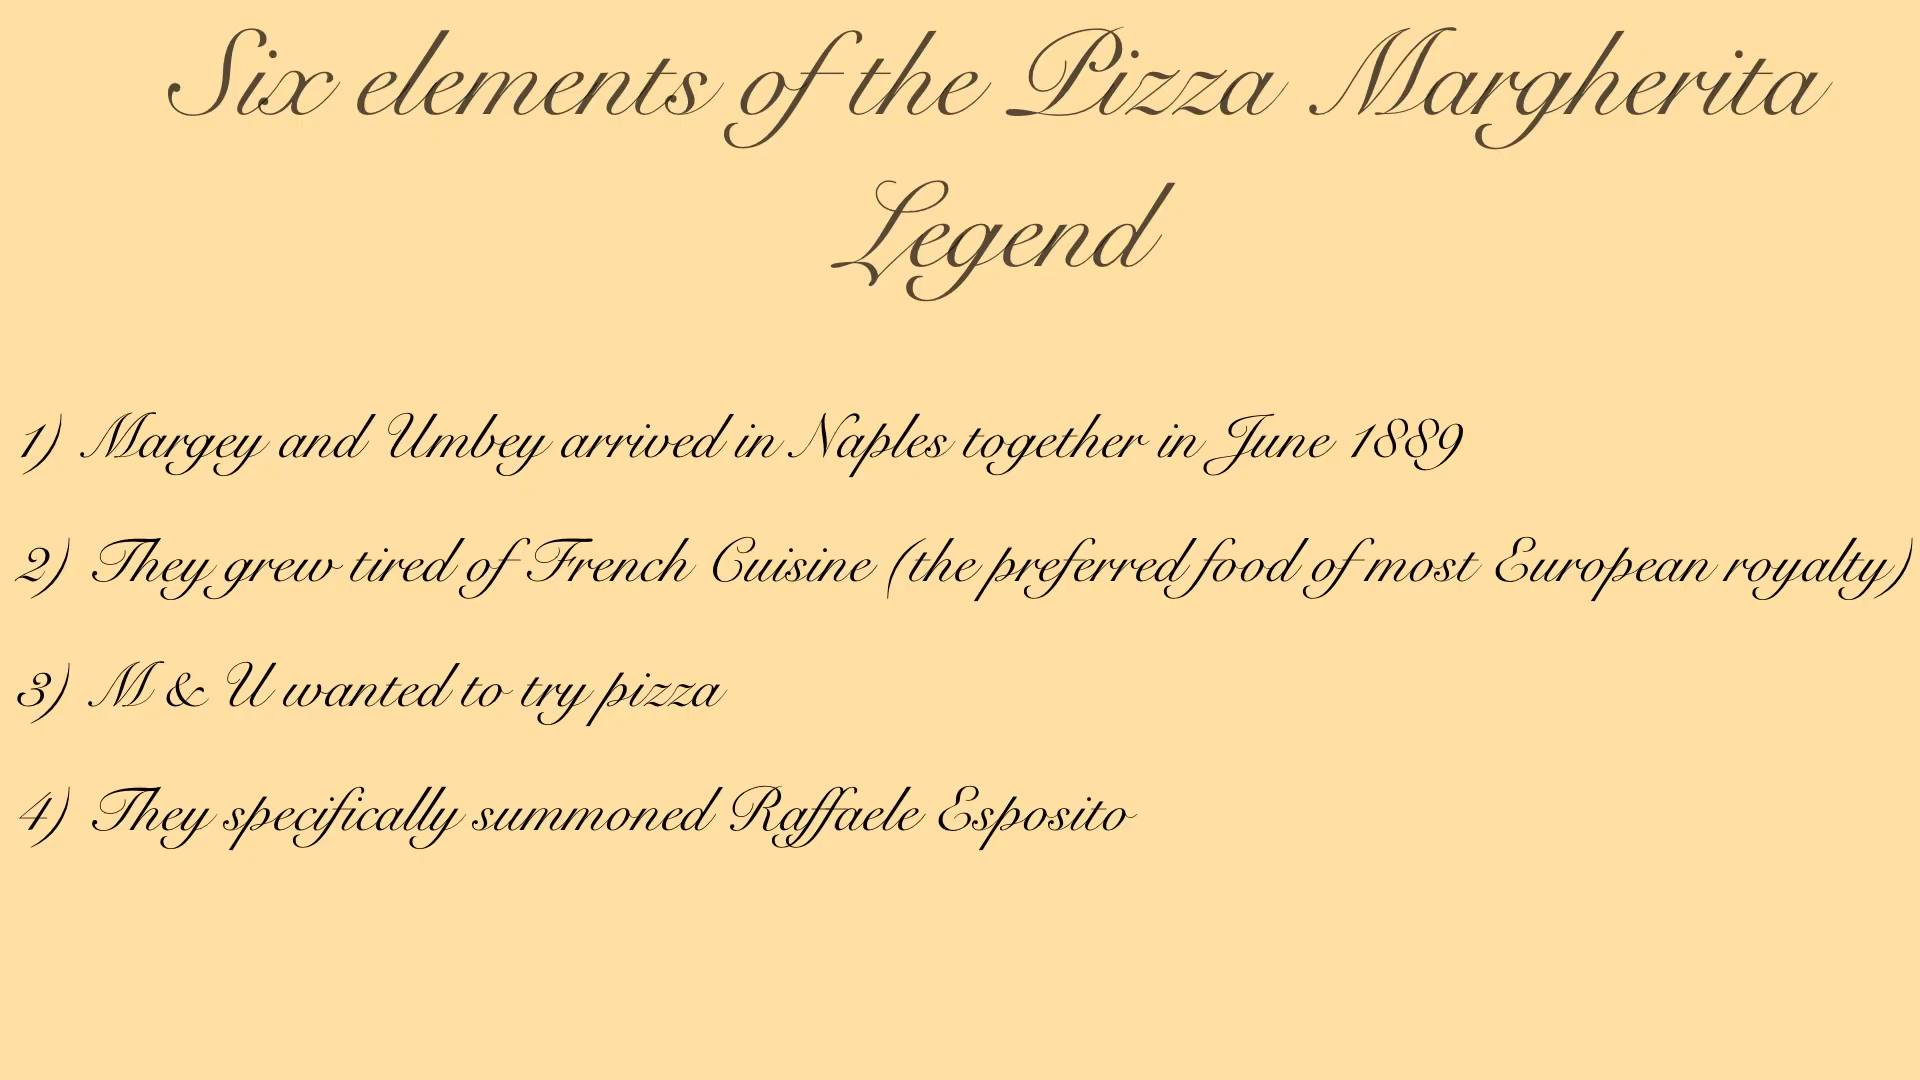 Six elements of the Pizza Margherita
Legend
1) Margey and Umbey arrived in Naples together in June 1889
2) They grew tired of French Cuisine (the preferred food of most European royalty)
3) M & U wanted to try pizza
4) They specifically summoned Raffaele Esposito